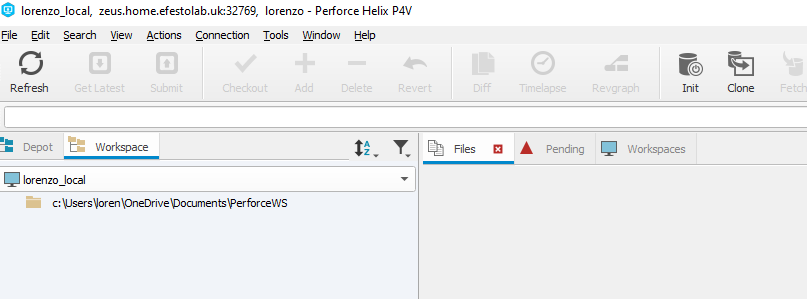 lorenzo_local, zeus.home.efestolab.uk:32769, lorenzo - Perforce Helix P4V
File Edit Search View Actions Connection Tools Window Help
Refresh Get Latest Submit Checkout Add Delete Revert Diff Timelapse Revgraph Init Clone Fetch
Depot Workspace Files Pending Workspaces
lorenzo_local
c:\Users\loren\OneDrive\Documents\PerforceWS